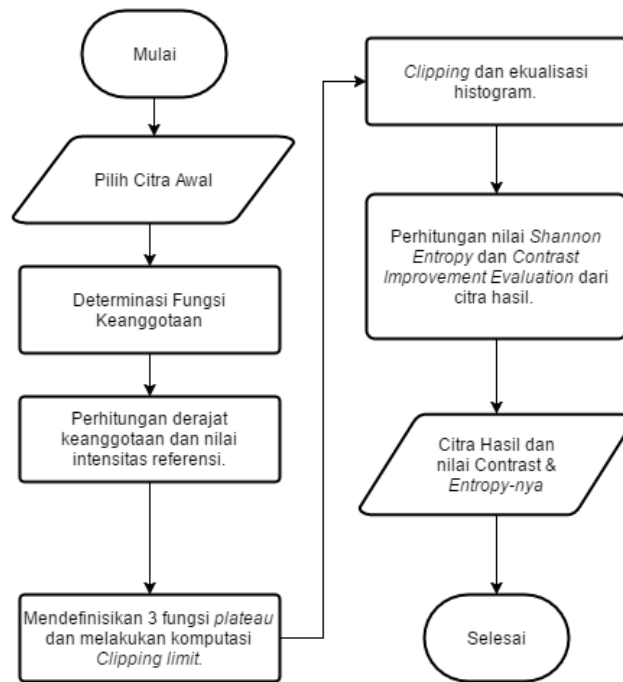 Mulai
Pilih Citra Awal
Determinasi Fungsi
Keanggotaan
Perhitungan derajat
keanggotaan dan nilai
intensitas referensi.
Mendefinisikan 3 fungsi plateau
dan melakukan komputasi
Clipping limit.
Clipping dan ekualisasi
histogram.
Perhitungan nilai Shannon
Entropy dan Contrast
Improvement Evaluation dari
citra hasil.
Citra Hasil dan
nilai Contrast &
Entropy-nya
Selesai